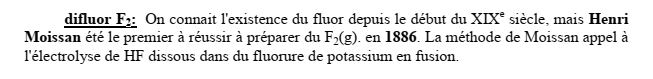 difluor F₂: On connait l'existence du fluor depuis le début du XIXᵉ siècle, mais Henri
Moissan été le premier à réussir à préparer du F₂(g). en 1886. La méthode de Moissan appel à
l'électrolyse de HF dissous dans du fluorure de potassium en fusion.